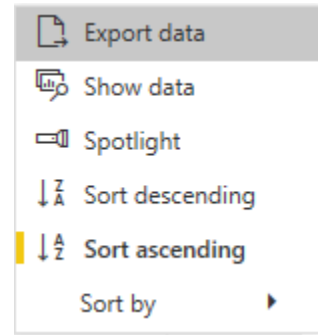 Export data
Show data
Spotlight
Sort descending
Sort ascending
Sort by